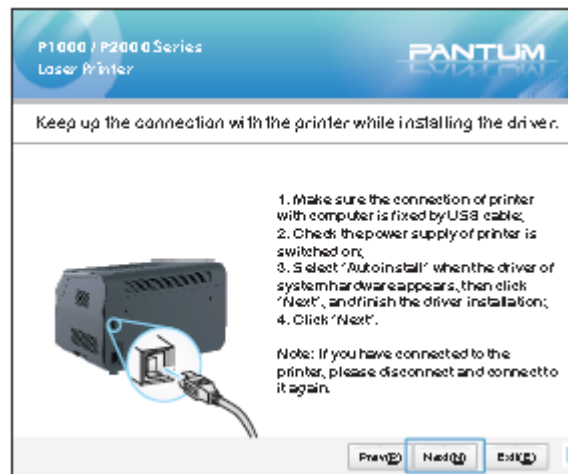 P1000 / P2000 Series
Laser Printer
PANTUM
Keep up the connection with the printer while installing the driver.
1. Make sure the connection of printer
with computer is fixed by USB cable;
2. Check the power supply of printer is
switched on;
3. Select "Autoinstall" when the driver of
system hardware appears, then click
"Next", and finish the driver installation;
4. Click "Next".
Note: If you have connected to the
printer, please disconnect and connect to
it again.
Prev(P) Next(N) Exit(E)